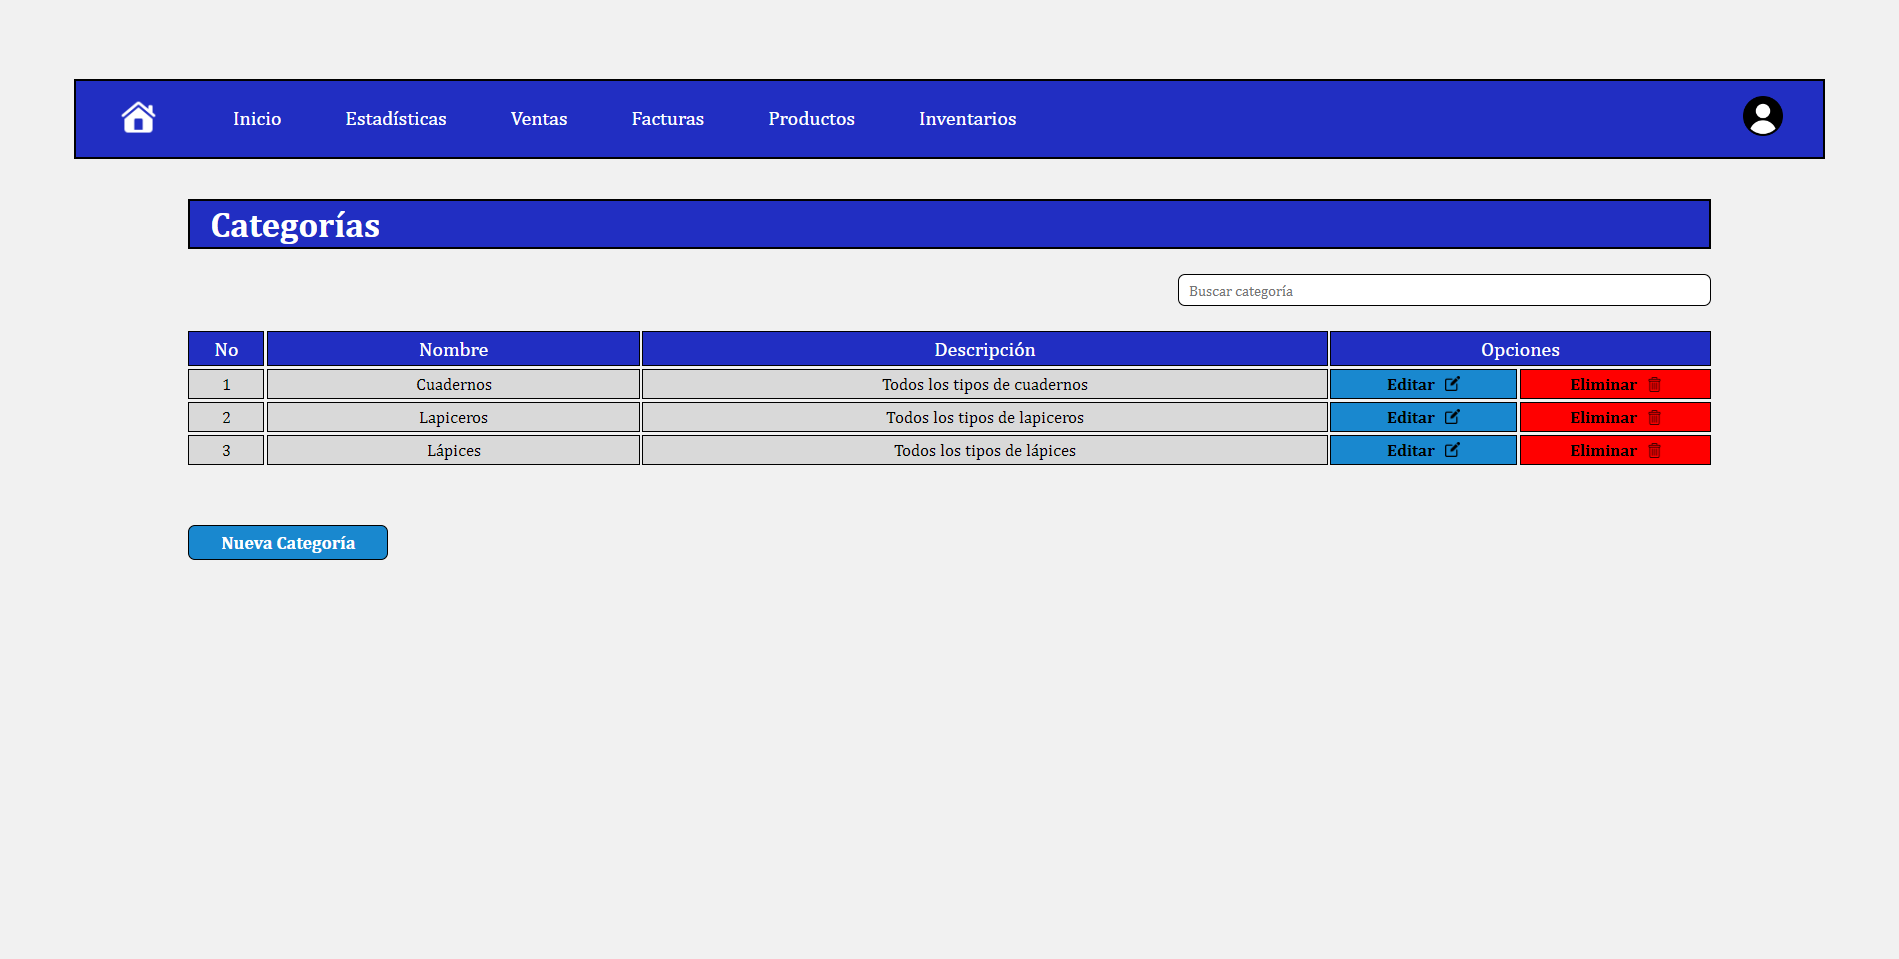 Inicio Estadísticas Ventas Facturas Productos Inventarios
Categorías
Buscar categoría
No Nombre Descripción Opciones
1 Cuadernos Todos los tipos de cuadernos Editar Eliminar
2 Lapiceros Todos los tipos de lapiceros Editar Eliminar
3 Lápices Todos los tipos de lápices Editar Eliminar
Nueva Categoría